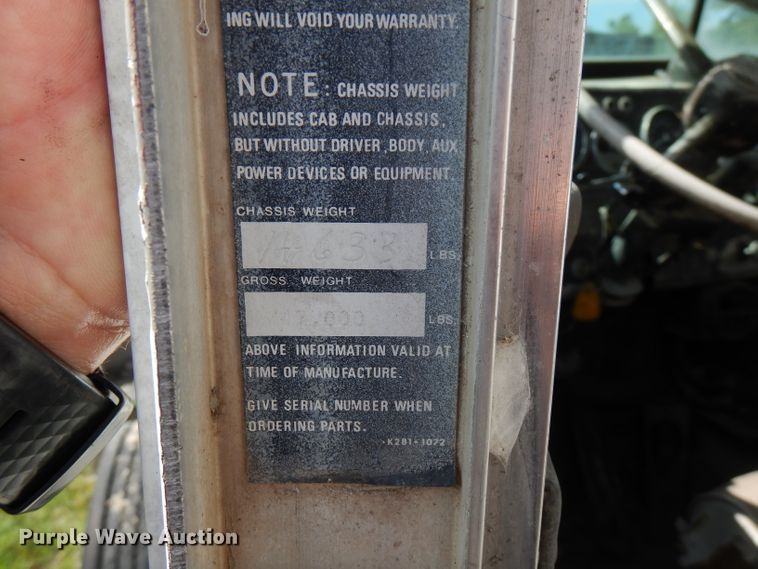 ING WILL VOID YOUR WARRANTY.
NOTE: CHASSIS WEIGHT
INCLUDES CAB AND CHASSIS,
BUT WITHOUT DRIVER, BODY, AUX
POWER DEVICES OR EQUIPMENT.
CHASSIS WEIGHT
14633 LBS.
GROSS WEIGHT
LBS.
ABOVE INFORMATION VALID AT
TIME OF MANUFACTURE.
GIVE SERIAL NUMBER WHEN
ORDERING PARTS.
K281-1072
Purple Wave Auction